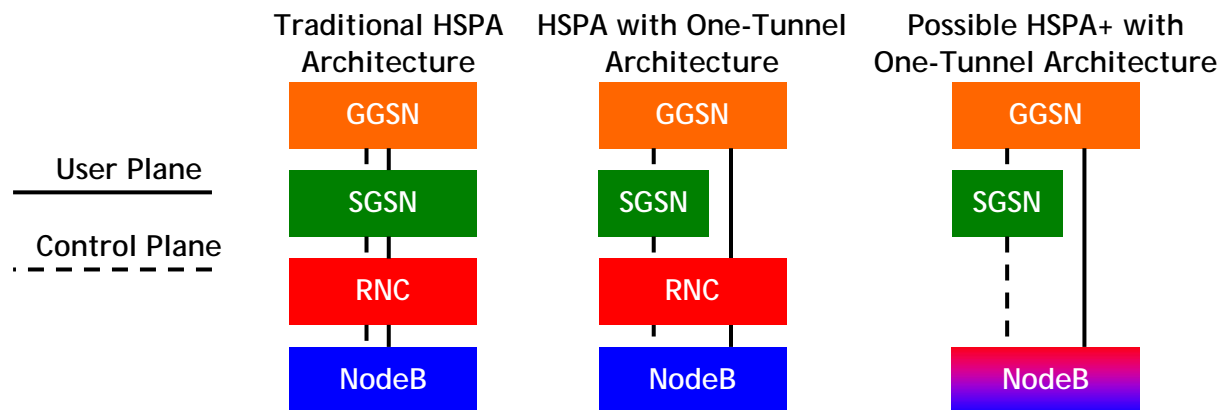 Traditional HSPA
Architecture
HSPA with One-Tunnel
Architecture
Possible HSPA+ with
One-Tunnel Architecture
GGSN
GGSN
GGSN
User Plane
SGSN
SGSN
SGSN
Control Plane
RNC
RNC
NodeB
NodeB
NodeB